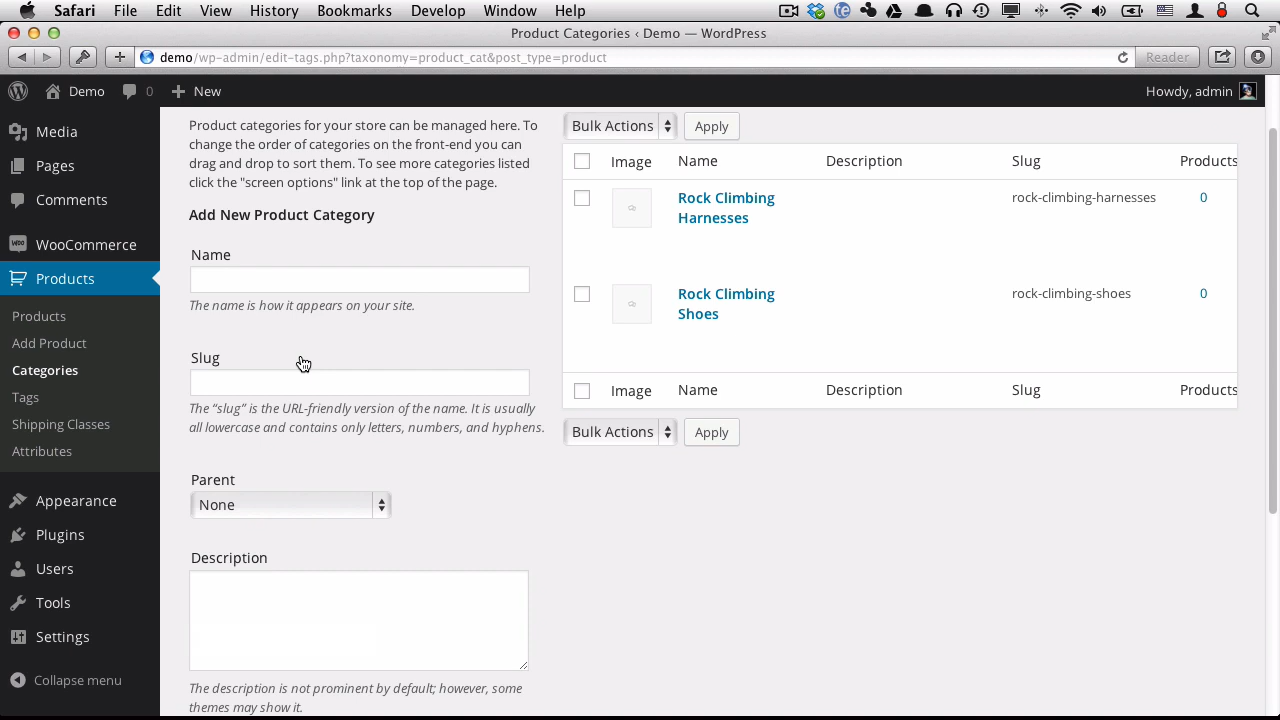 Safari File Edit View History Bookmarks Develop Window Help
Product Categories ‹ Demo — WordPress
demo/wp-admin/edit-tags.php?taxonomy=product_cat&post_type=product
Reader
Demo 0 New
Howdy, admin
Media
Pages
Comments
WooCommerce
Products
Products
Add Product
Categories
Tags
Shipping Classes
Attributes
Appearance
Plugins
Users
Tools
Settings
Collapse menu
Product categories for your store can be managed here. To
change the order of categories on the front-end you can
drag and drop to sort them. To see more categories listed
click the "screen options" link at the top of the page.
Add New Product Category
Name
The name is how it appears on your site.
Slug
The “slug” is the URL-friendly version of the name. It is usually
all lowercase and contains only letters, numbers, and hyphens.
Parent
None
Description
The description is not prominent by default; however, some
themes may show it.
Bulk Actions Apply
Image Name Description Slug Products
Rock Climbing
Harnesses
rock-climbing-harnesses 0
Rock Climbing
Shoes
rock-climbing-shoes 0
Image Name Description Slug Products
Bulk Actions Apply